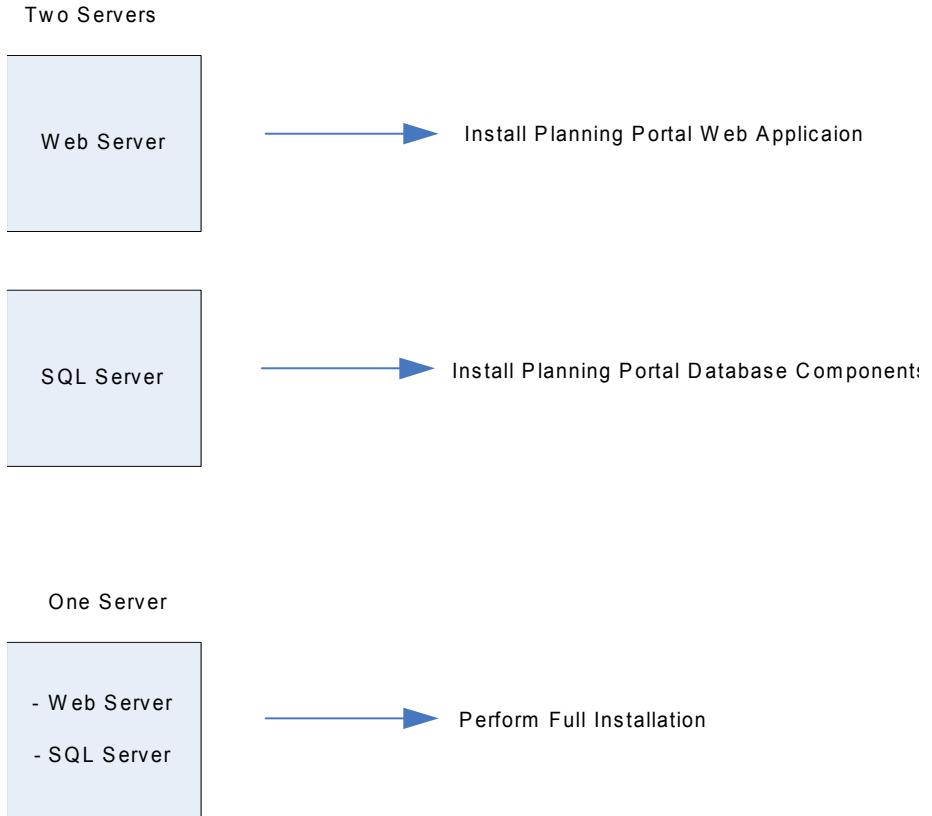 Two Servers
Web Server
Install Planning Portal Web Applicaion
SQL Server
Install Planning Portal Database Components
One Server
- Web Server
- SQL Server
Perform Full Installation